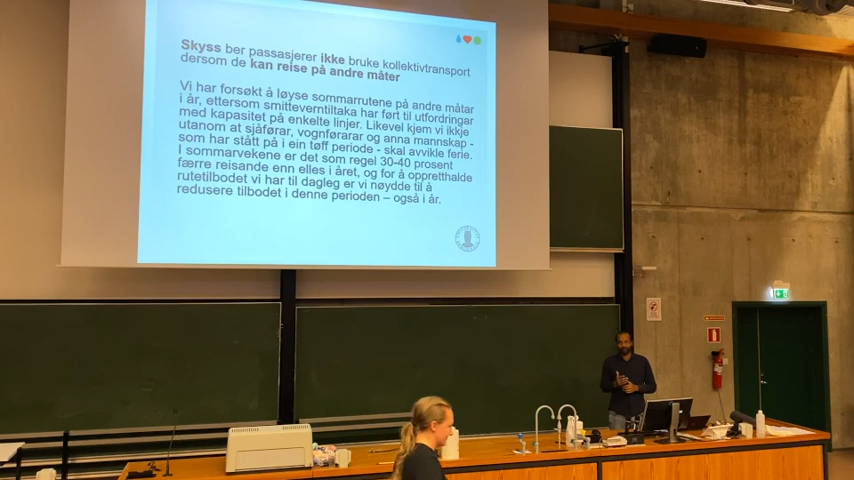 Skyss ber passasjerer ikke bruke kollektivtransport
dersom de kan reise på andre måter
Vi har forsøkt å løyse sommarrutene på andre måtar
i år, ettersom smitteverntiltaka har ført til utfordringar
med kapasitet på enkelte linjer. Likevel kjem vi ikkje
utanom at sjåførar, vognførarar og anna mannskap -
som har stått på i ein tøff periode - skal avvikle ferie.
I sommarvekene er det som regel 30-40 prosent
færre reisande enn elles i året, og for å oppretthalde
rutetilbodet vi har til dagleg er vi nøydde til å
redusere tilbodet i denne perioden – også i år.